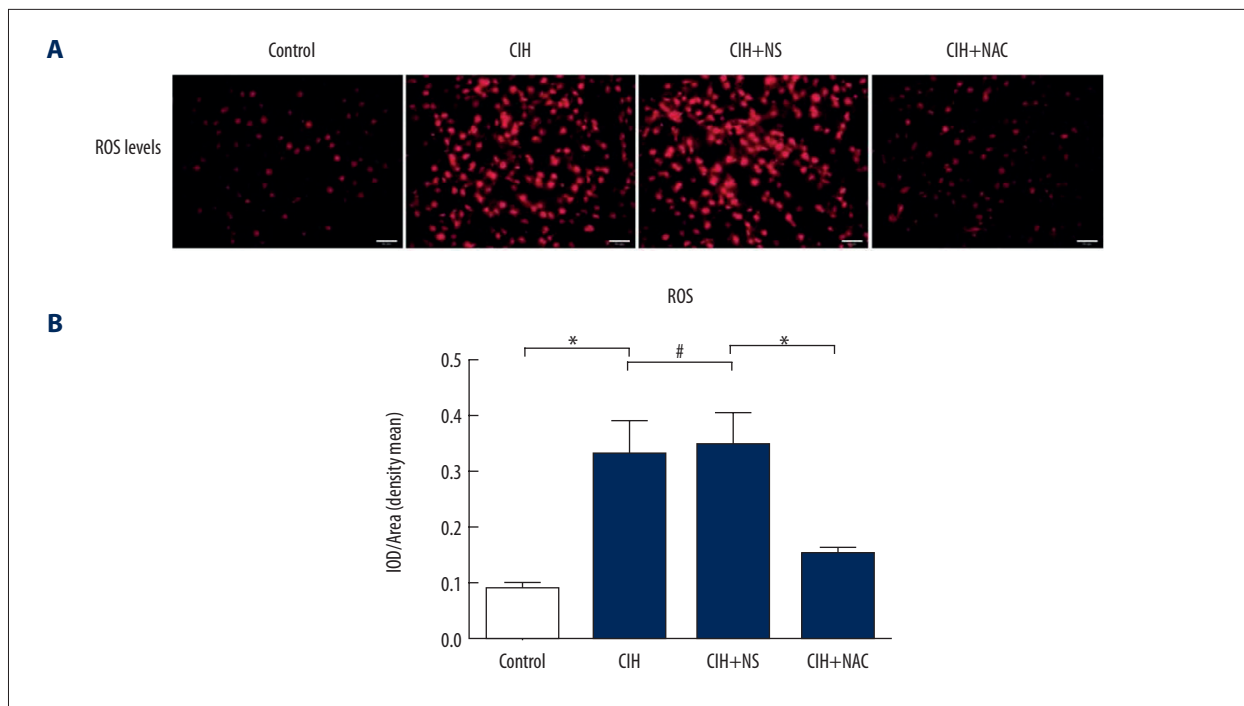 A
Control
CIH
CIH+NS
CIH+NAC
ROS levels
B
ROS
*
#
*
IOD/Area (density mean)
0.5
0.4
0.3
0.2
0.1
0.0
Control
CIH
CIH+NS
CIH+NAC